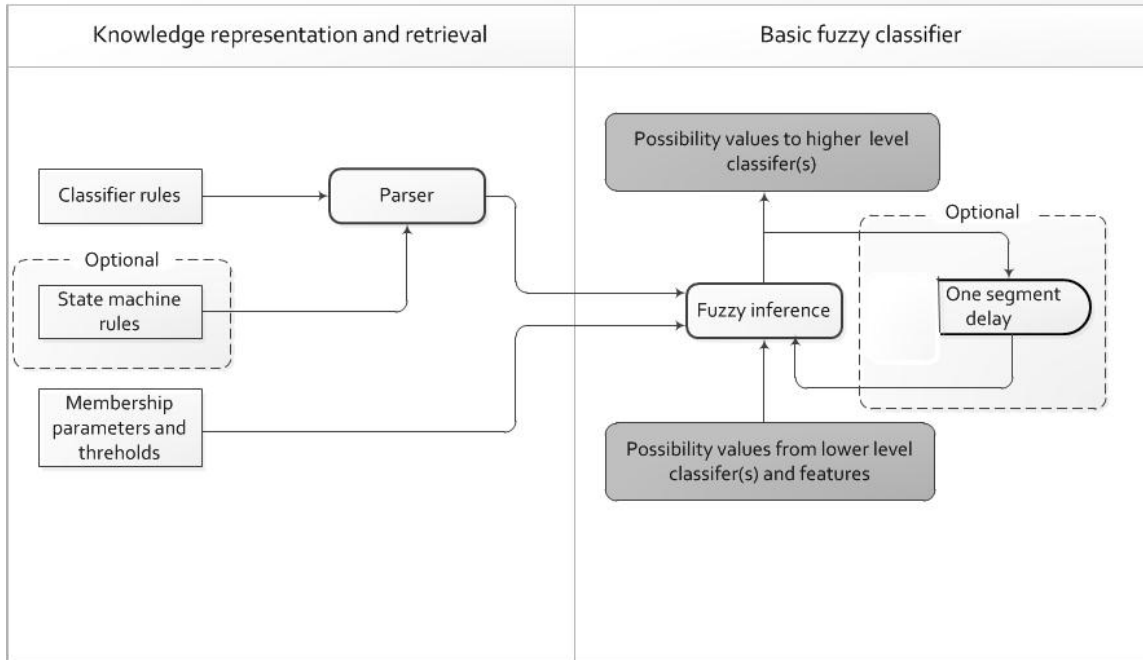 Knowledge representation and retrieval
Basic fuzzy classifier
Possibility values to higher level
classifer(s)
Classifier rules
Parser
Optional
Optional
State machine
rules
Fuzzy inference
One segment
delay
Membership
parameters and
threholds
Possibility values from lower level
classifer(s) and features